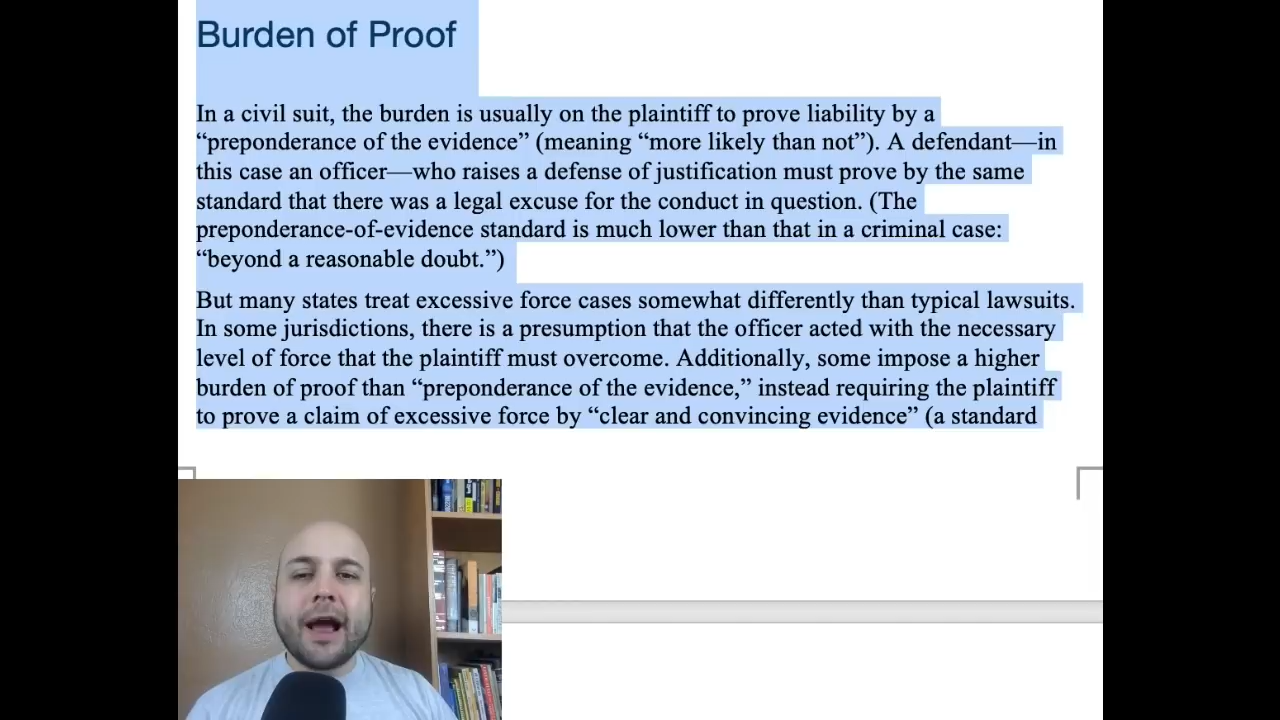 Burden of Proof
In a civil suit, the burden is usually on the plaintiff to prove liability by a
“preponderance of the evidence” (meaning “more likely than not”). A defendant—in
this case an officer—who raises a defense of justification must prove by the same
standard that there was a legal excuse for the conduct in question. (The
preponderance-of-evidence standard is much lower than that in a criminal case:
“beyond a reasonable doubt.”)
But many states treat excessive force cases somewhat differently than typical lawsuits.
In some jurisdictions, there is a presumption that the officer acted with the necessary
level of force that the plaintiff must overcome. Additionally, some impose a higher
burden of proof than “preponderance of the evidence,” instead requiring the plaintiff
to prove a claim of excessive force by “clear and convincing evidence” (a standard